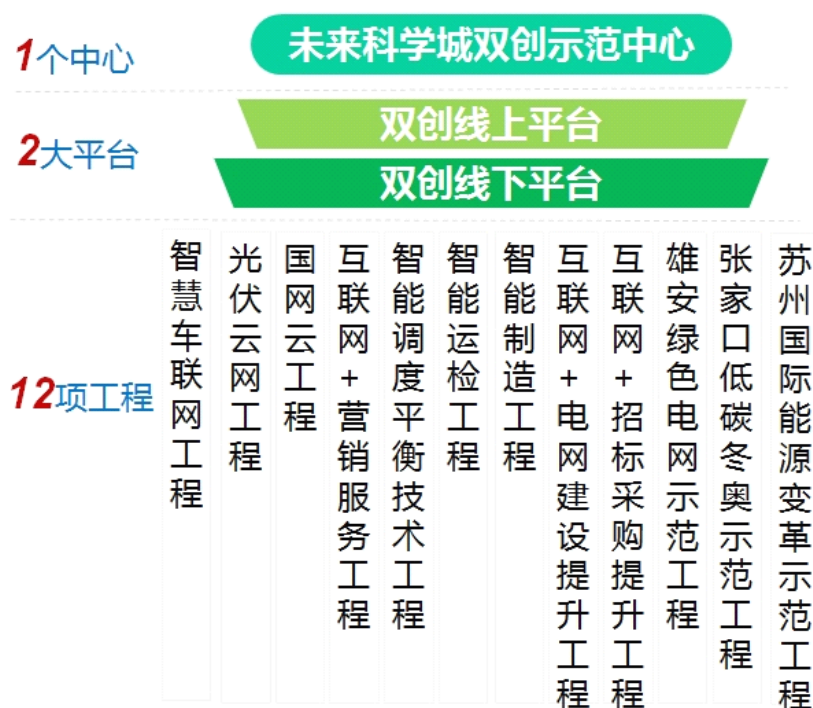 1个中心
未来科学城双创示范中心
2大平台
双创线上平台
双创线下平台
12项工程
智慧车联网工程
光伏云网工程
国网云工程
互联网+营销服务工程
智能调度平衡技术工程
智能运检工程
智能制造工程
互联网+电网建设提升工程
互联网+招标采购提升工程
雄安绿色电网示范工程
张家口低碳冬奥示范工程
苏州国际能源变革示范工程